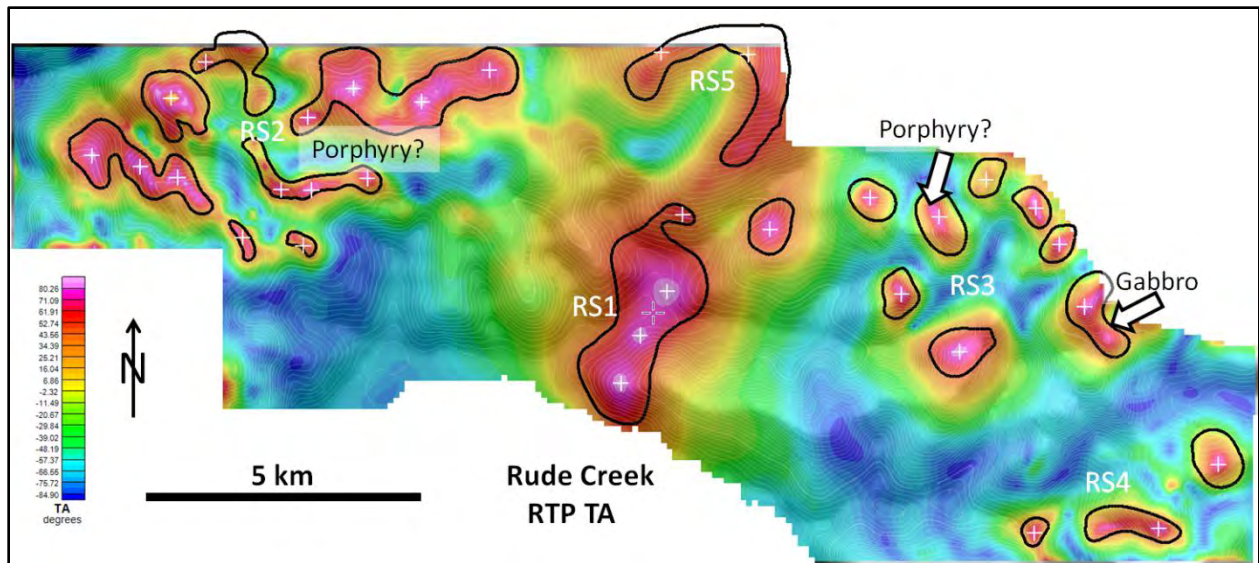 RS5
RS2
Porphyry?
Porphyry?
RS1
RS3
Gabbro
80.26
71.09
61.91
52.74
43.56
34.39
25.21
16.04
6.86
-2.32
-11.49
-20.67
-29.84
-39.02
-48.19
-57.37
-66.55
-75.72
-84.90
TA
degrees
N
5 km
Rude Creek
RTP TA
RS4